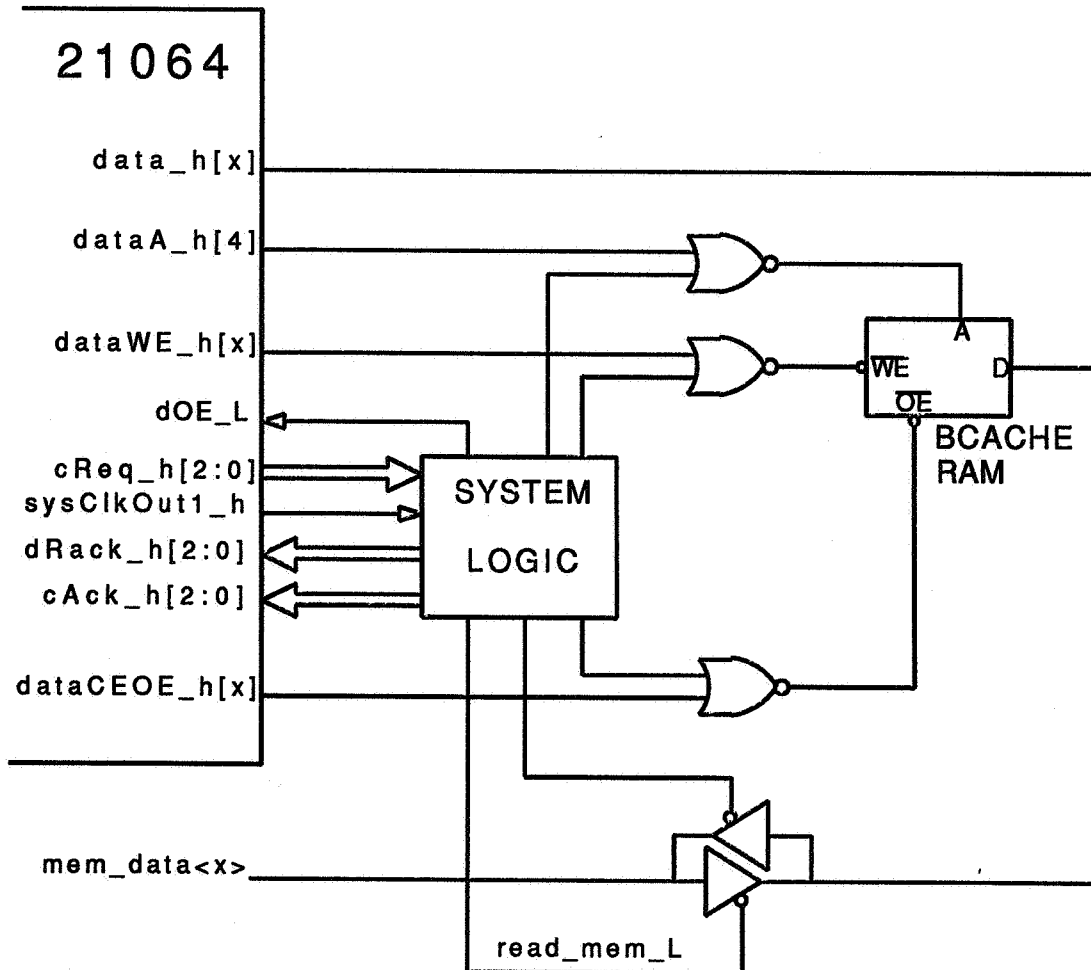 21064
data_h[x]
dataA_h[4]
dataWE_h[x]
dOE_L
cReq_h[2:0]
sysClkOut1_h
dRack_h[2:0]
cAck_h[2:0]
dataCEOE_h[x]
mem_data<x>
SYSTEM
LOGIC
A
WE
D
OE
BCACHE
RAM
read_mem_L